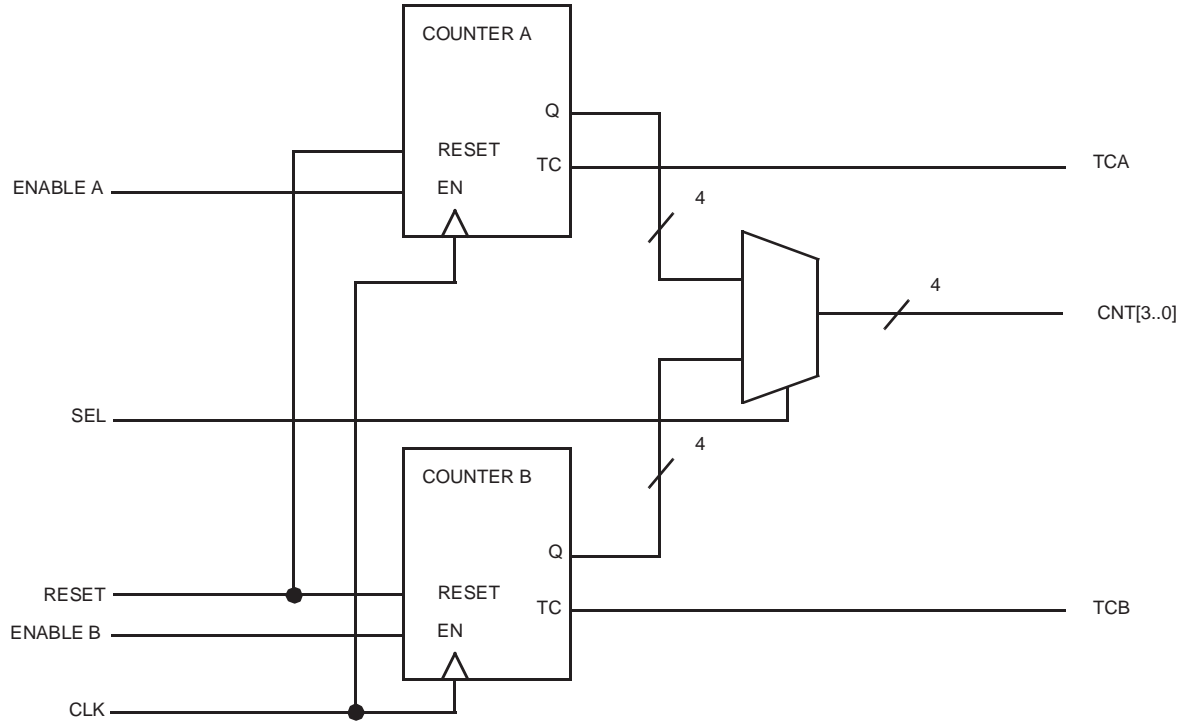 COUNTER A
Q
RESET
TC
TCA
ENABLE A
EN
4
4
CNT[3..0]
SEL
4
COUNTER B
Q
RESET
RESET
TC
TCB
ENABLE B
EN
CLK